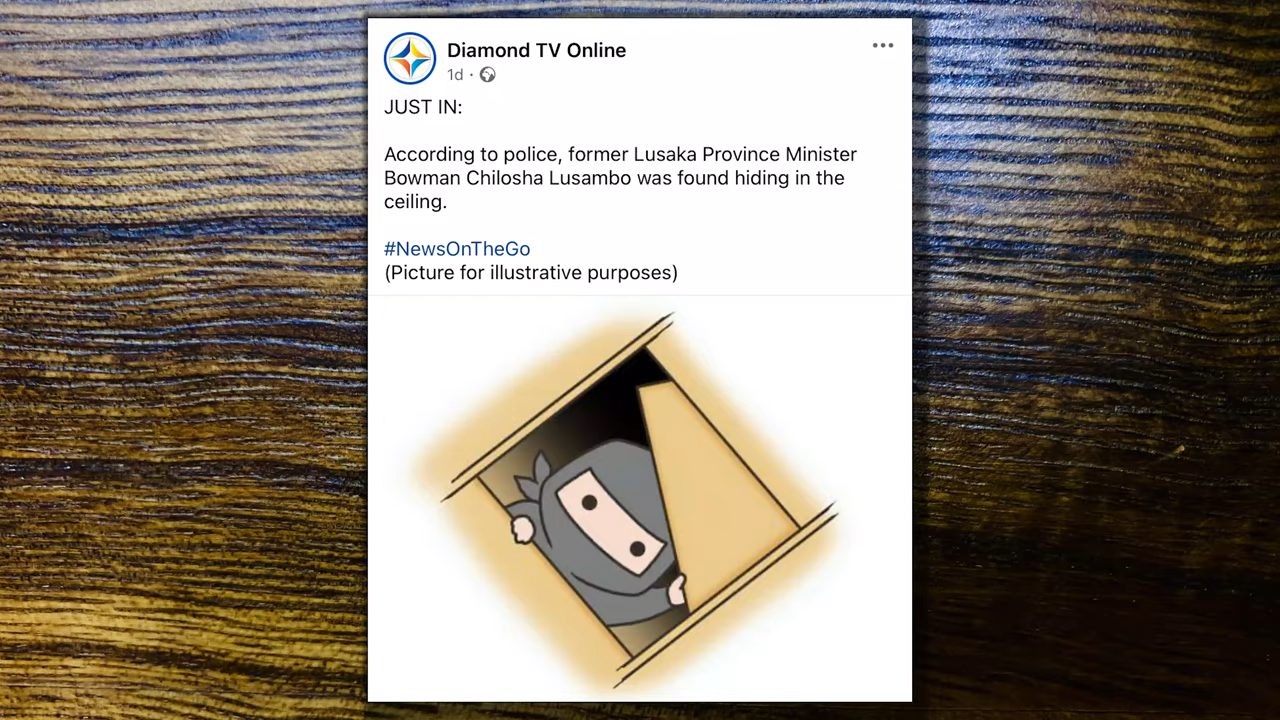 Diamond TV Online
1d ·
JUST IN:
According to police, former Lusaka Province Minister
Bowman Chilosha Lusambo was found hiding in the
ceiling.
#NewsOnTheGo
(Picture for illustrative purposes)